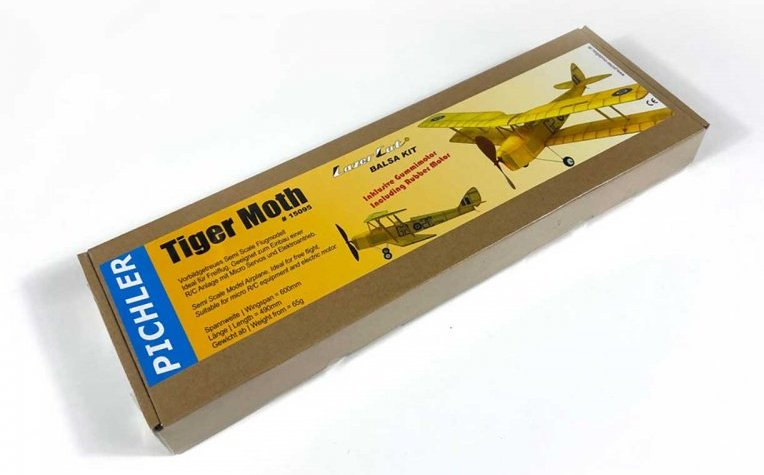 PICHLER
Tiger Moth
# 15095
Vorbildgetreues Semi Scale Flugmodell
Ideal für Freiflug. Geeignet zum Einbau einer
R/C Anlage mit Micro Servos und Elektroantrieb.
Semi Scale Model Airplane. Ideal for free flight.
Suitable for micro R/C equipment and electric motor.
Spannweite | Wingspan = 600mm
Länge | Length = 490mm
Gewicht ab | Weight from = 65g
Laser Cut
BALSA KIT
Inklusive Gummimotor
Including Rubber Motor
CE